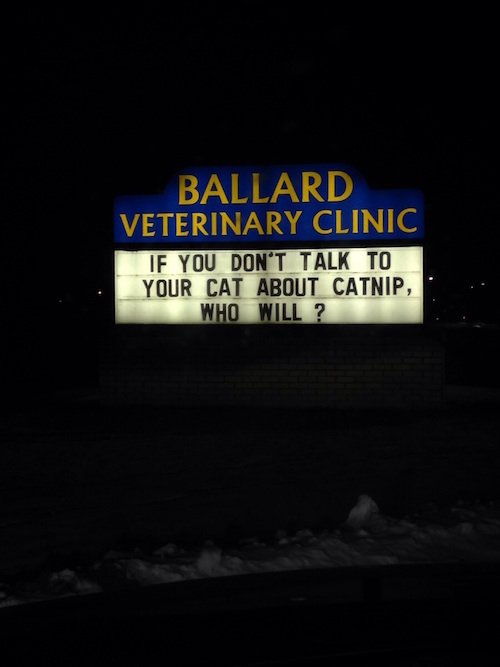 BALLARD
VETERINARY CLINIC
IF YOU DON'T TALK TO
YOUR CAT ABOUT CATNIP,
WHO WILL ?